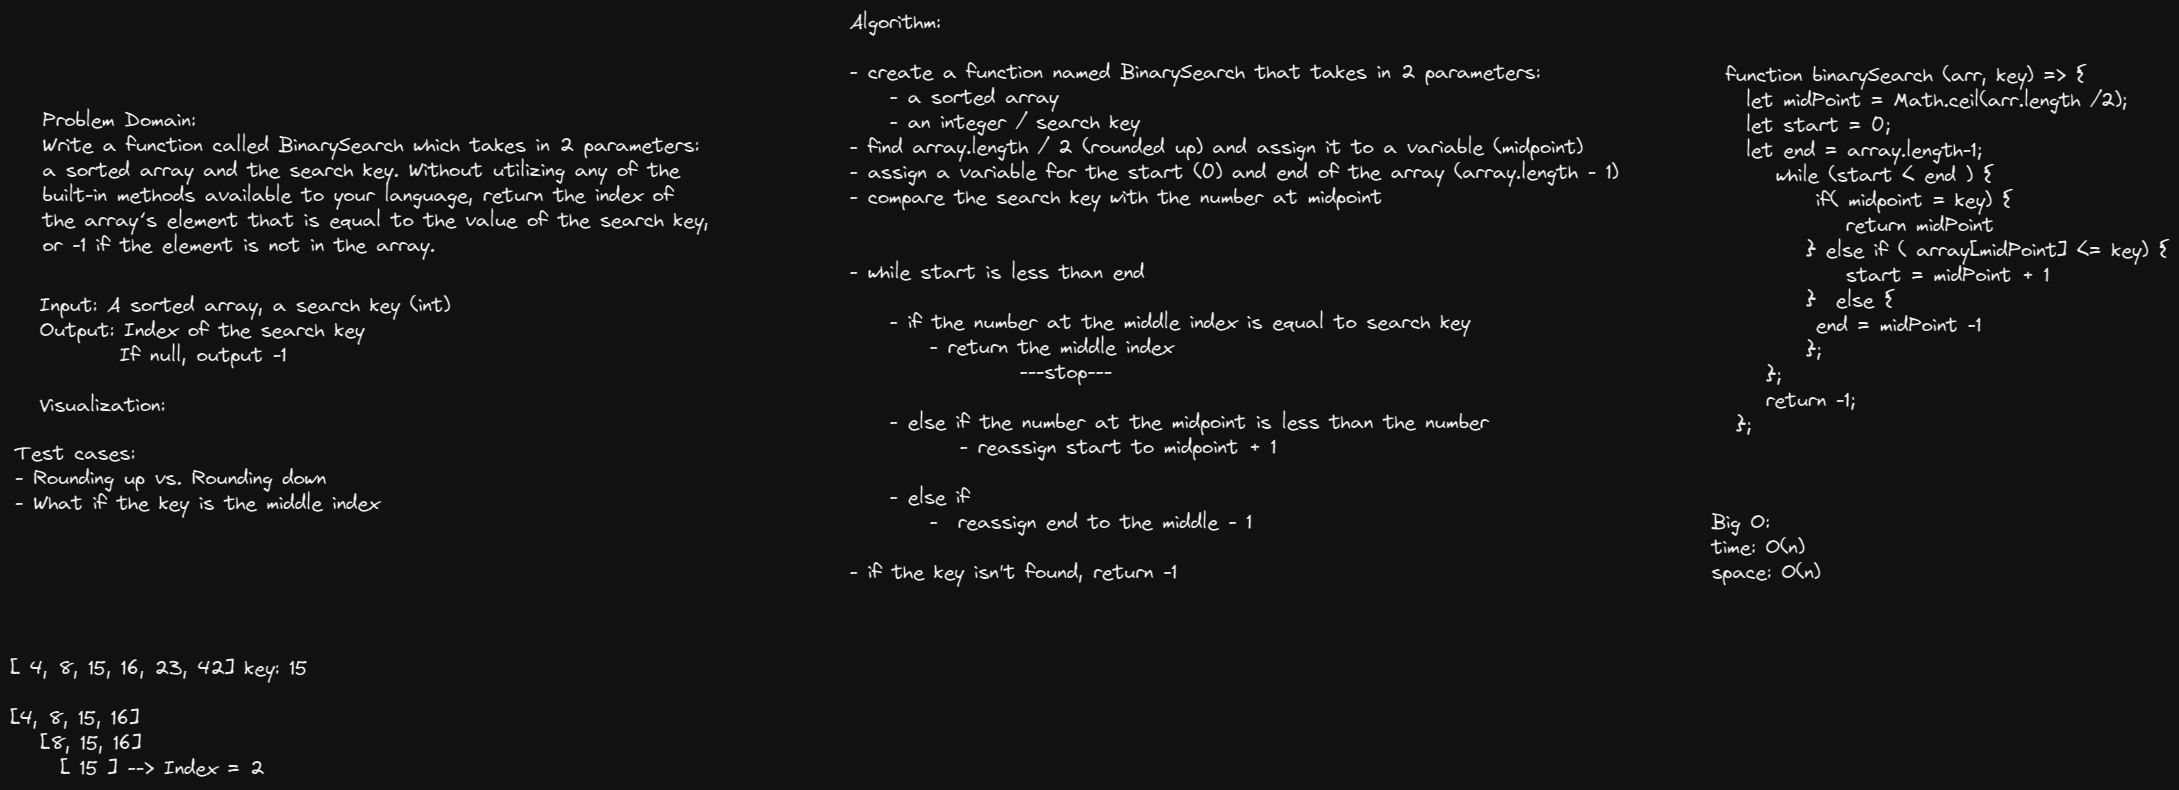 Problem Domain:
Write a function called BinarySearch which takes in 2 parameters:
a sorted array and the search key. Without utilizing any of the
built-in methods available to your language, return the index of
the array's element that is equal to the value of the search key,
or -1 if the element is not in the array.
Input: A sorted array, a search key (int)
Output: Index of the search key
If null, output -1
Visualization:
Test cases:
- Rounding up vs. Rounding down
- What if the key is the middle index
[ 4, 8, 15, 16, 23, 42] key: 15
[4, 8, 15, 16]
[8, 15, 16]
[ 15 ] --> Index = 2
Algorithm:
- create a function named BinarySearch that takes in 2 parameters:
- a sorted array
- an integer / search key
- find array.length / 2 (rounded up) and assign it to a variable (midpoint)
- assign a variable for the start (0) and end of the array (array.length - 1)
- compare the search key with the number at midpoint
- while start is less than end
- if the number at the middle index is equal to search key
- return the middle index
---stop---
- else if the number at the midpoint is less than the number
- reassign start to midpoint + 1
- else if
- reassign end to the middle - 1
- if the key isn't found, return -1
function binarySearch (arr, key) => {
let midPoint = Math.ceil(arr.length /2);
let start = 0;
let end = array.length-1;
while (start < end ) {
if( midpoint = key) {
return midPoint
} else if ( array[midPoint] <= key) {
start = midPoint + 1
} else {
end = midPoint -1
};
};
return -1;
};
Big O:
time: O(n)
space: O(n)